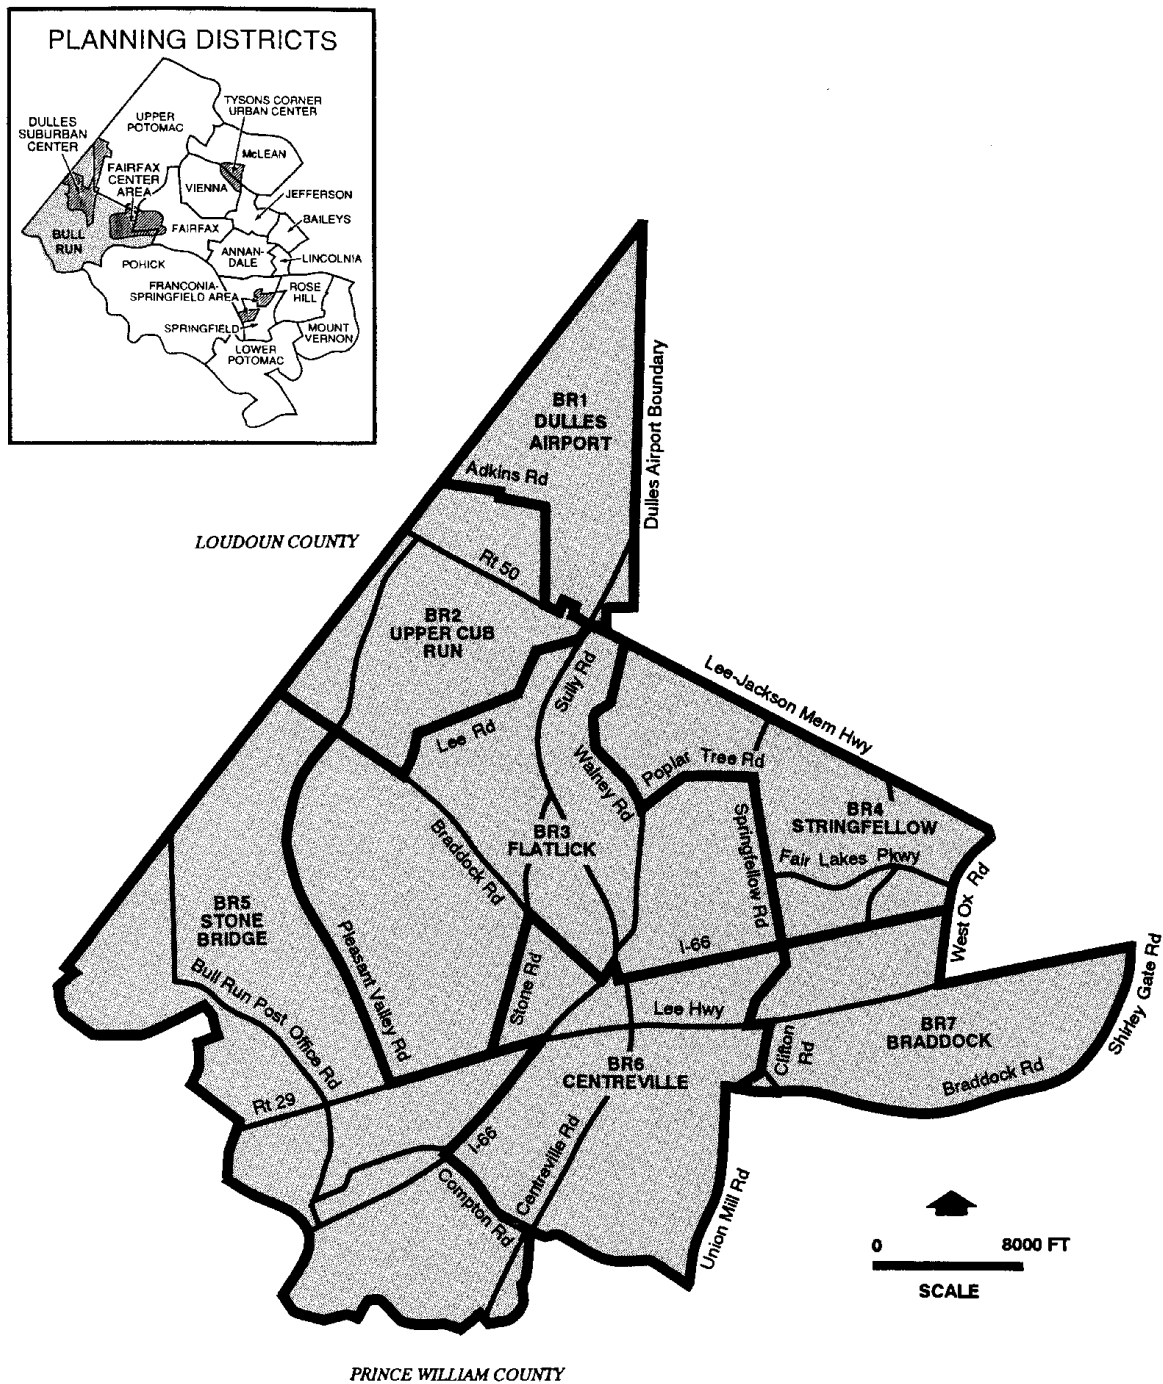 PLANNING DISTRICTS
TYSONS CORNER
URBAN CENTER
UPPER
POTOMAC
DULLES
SUBURBAN
CENTER
McLEAN
FAIRFAX
CENTER
AREA
VIENNA
JEFFERSON
BAILEYS
BULL
RUN
FAIRFAX
ANNAN-
DALE
LINCOLNIA
POHICK
FRANCONIA-
SPRINGFIELD AREA
ROSE
HILL
SPRINGFIELD
MOUNT
VERNON
LOWER
POTOMAC
Dulles Airport Boundary
BR1
DULLES
AIRPORT
Adkins Rd
LOUDOUN COUNTY
Rt 50
BR2
UPPER CUB
RUN
Sully Rd
Lee-Jackson Mem Hwy
Lee Rd
Walney Rd
Poplar Tree Rd
BR4
STRINGFELLOW
BR3
FLATLICK
Braddock Rd
Springfellow Rd
Fair Lakes Pkwy
West Ox Rd
BR5
STONE
BRIDGE
Pleasant Valley Rd
I-66
Bull Run Post Office Rd
Stone Rd
Lee Hwy
Shirley Gate Rd
BR7
BRADDOCK
Clifton
Rd
BR6
CENTREVILLE
Braddock Rd
Rt 29
I-66
Centreville Rd
Compton Rd
Union Mill Rd
0 8000 FT
SCALE
PRINCE WILLIAM COUNTY